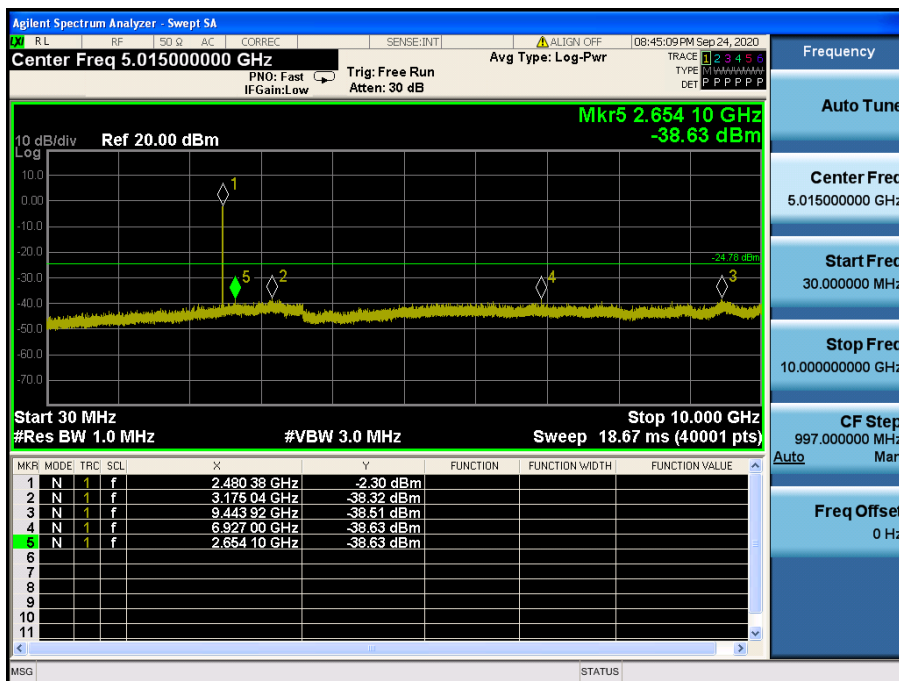 Agilent Spectrum Analyzer - Swept SA
LXI RL RF 50 Ω AC CORREC SENSE:INT ALIGN OFF 08:45:09 PM Sep 24, 2020
Center Freq 5.015000000 GHz
PNO: Fast
IFGain:Low
Trig: Free Run
Atten: 30 dB
Avg Type: Log-Pwr
TRACE 1 2 3 4 5 6
TYPE M WWWWW
DET P P P P P P
Mkr5 2.654 10 GHz
-38.63 dBm
10 dB/div Ref 20.00 dBm
Log
10.0
0.00
-10.0
-20.0
-30.0
-40.0
-50.0
-60.0
-70.0
1
5
2
4
3
-24.78 dBm
Start 30 MHz Stop 10.000 GHz
#Res BW 1.0 MHz #VBW 3.0 MHz Sweep 18.67 ms (40001 pts)
MKR MODE TRC SCL X Y FUNCTION FUNCTION WIDTH FUNCTION VALUE
1 N 1 f 2.480 38 GHz -2.30 dBm
2 N 1 f 3.175 04 GHz -38.32 dBm
3 N 1 f 9.443 92 GHz -38.51 dBm
4 N 1 f 6.927 00 GHz -38.63 dBm
5 N 1 f 2.654 10 GHz -38.63 dBm
6
7
8
9
10
11
MSG STATUS
Frequency
Auto Tune
Center Freq
5.015000000 GHz
Start Freq
30.000000 MHz
Stop Freq
10.000000000 GHz
CF Step
997.000000 MHz
Auto Man
Freq Offset
0 Hz